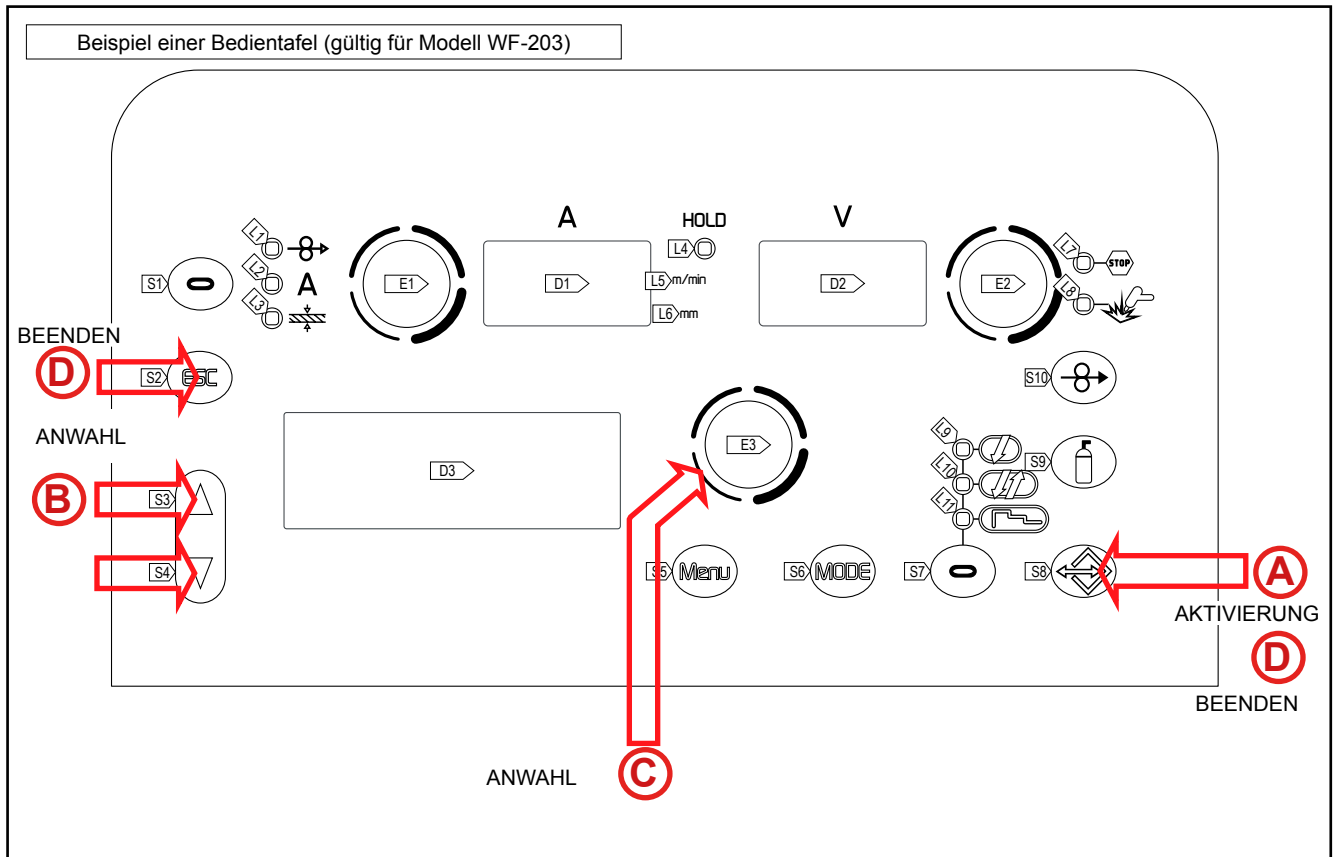 Beispiel einer Bedientafel (gültig für Modell WF-203)
A HOLD V
L1
L4
L7
STOP
L2 A
S1
E1
D1
L5 m/min
D2
E2
L8
L3
L6 mm
BEENDEN
D
S2 ESC
S10
ANWAHL
E3
L9
D3
L10
S9
B
S3
L11
S4
S5 Menu
S6 MODE
S7
S8
A
AKTIVIERUNG
D
BEENDEN
ANWAHL C